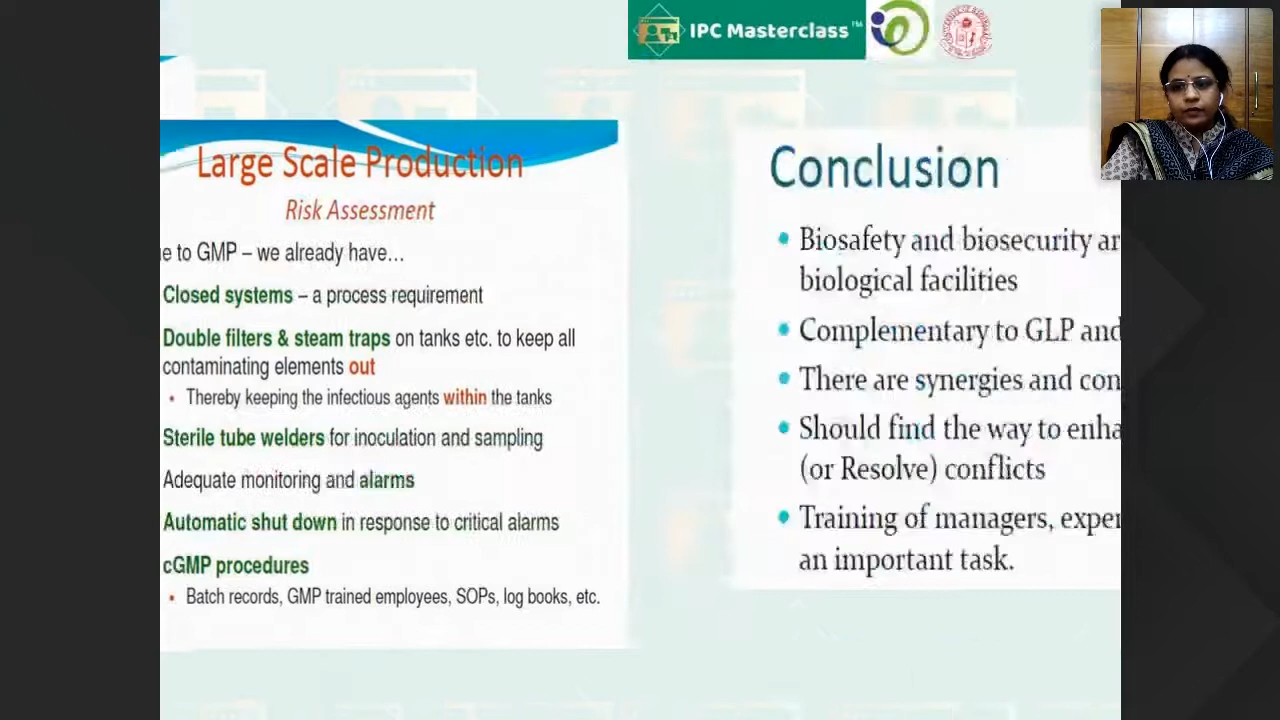 IPC Masterclass™
Large Scale Production
Risk Assessment
to GMP – we already have…
Closed systems – a process requirement
Double filters & steam traps on tanks etc. to keep all
contaminating elements out
• Thereby keeping the infectious agents within the tanks
Sterile tube welders for inoculation and sampling
Adequate monitoring and alarms
Automatic shut down in response to critical alarms
cGMP procedures
• Batch records, GMP trained employees, SOPs, log books, etc.
Conclusion
• Biosafety and biosecurity ar
biological facilities
• Complementary to GLP and
• There are synergies and con
• Should find the way to enha
(or Resolve) conflicts
• Training of managers, exper
an important task.